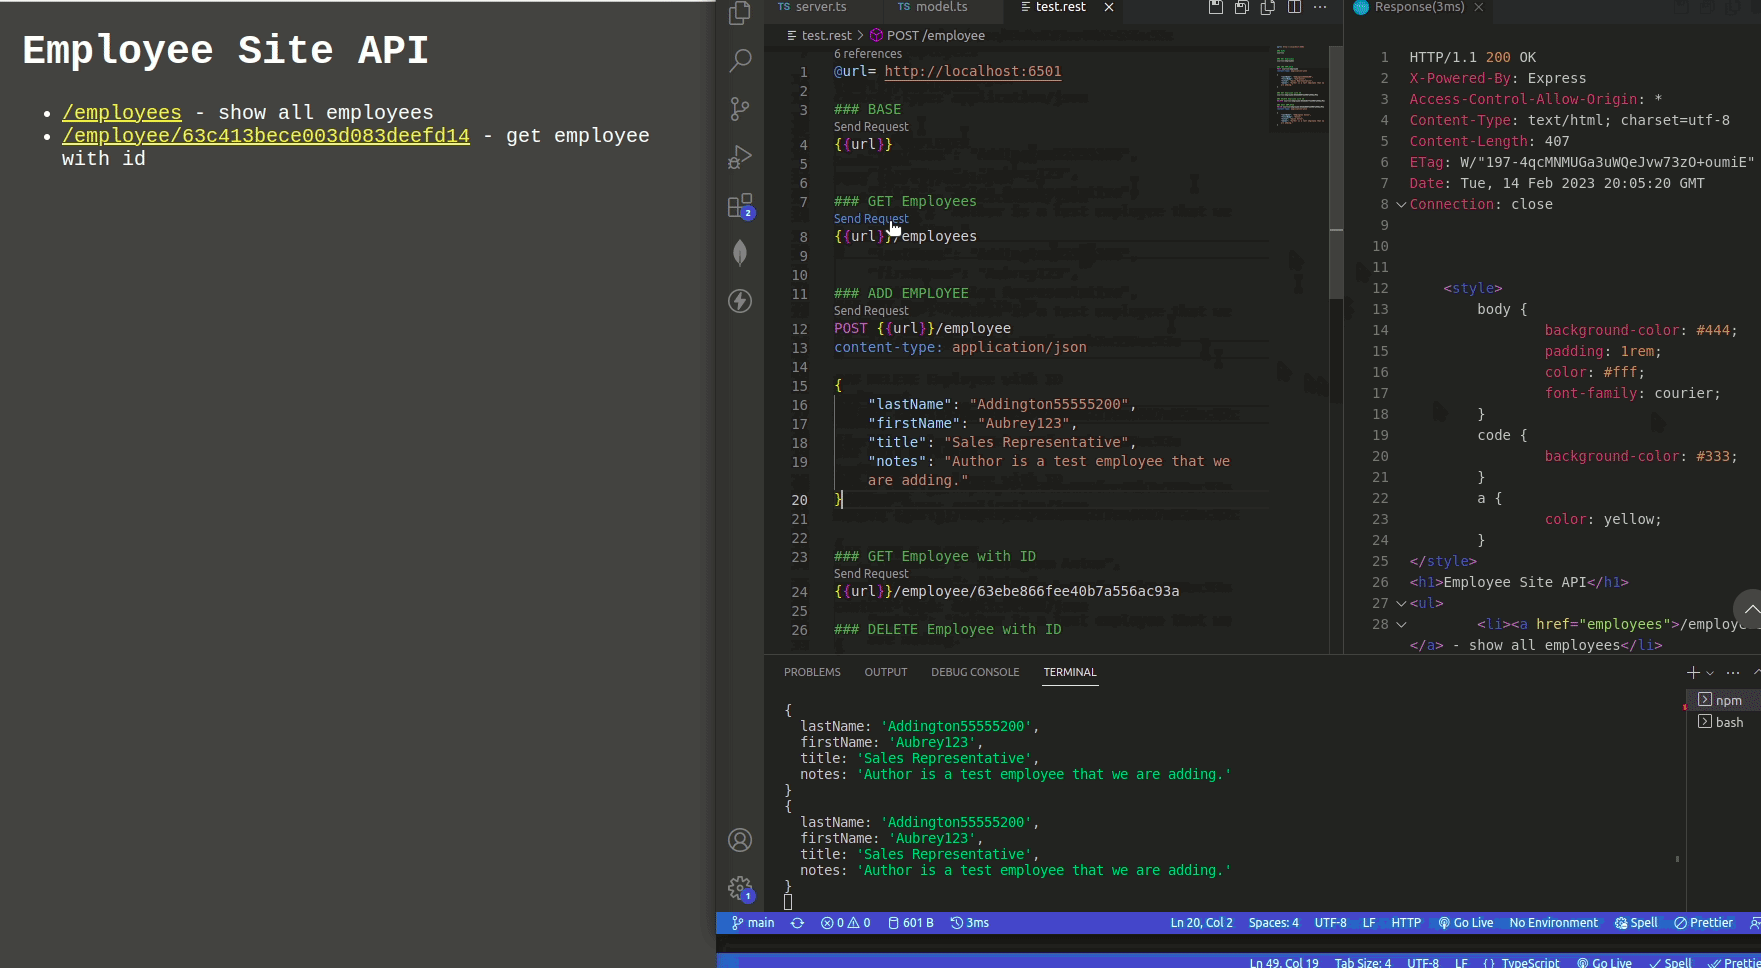 Employee Site API
/employees - show all employees
/employee/63c413bece003d083deefd14 - get employee
with id
server.ts
model.ts
test.rest
test.rest > POST /employee
6 references
1 @url= http://localhost:6501
2
3 ### BASE
Send Request
4 {{url}}
5
6
7 ### GET Employees
Send Request
8 {{url}}/employees
9
10
11 ### ADD EMPLOYEE
Send Request
12 POST {{url}}/employee
13 content-type: application/json
14
15 {
16 "lastName": "Addington55555200",
17 "firstName": "Aubrey123",
18 "title": "Sales Representative",
19 "notes": "Author is a test employee that we
are adding."
20 }
21
22
23 ### GET Employee with ID
Send Request
24 {{url}}/employee/63ebe866fee40b7a556ac93a
25
26 ### DELETE Employee with ID
Response(3ms)
1 HTTP/1.1 200 OK
2 X-Powered-By: Express
3 Access-Control-Allow-Origin: *
4 Content-Type: text/html; charset=utf-8
5 Content-Length: 407
6 ETag: W/"197-4qcMNMUGa3uWQeJvw73zO+oumiE"
7 Date: Tue, 14 Feb 2023 20:05:20 GMT
8 Connection: close
9
10
11
12 <style>
13 body {
14 background-color: #444;
15 padding: 1rem;
16 color: #fff;
17 font-family: courier;
18 }
19 code {
20 background-color: #333;
21 }
22 a {
23 color: yellow;
24 }
25 </style>
26 <h1>Employee Site API</h1>
27 <ul>
28 <li><a href="employees">/employ
</a> - show all employees</li>
PROBLEMS OUTPUT DEBUG CONSOLE TERMINAL
{
lastName: 'Addington55555200',
firstName: 'Aubrey123',
title: 'Sales Representative',
notes: 'Author is a test employee that we are adding.'
}
{
lastName: 'Addington55555200',
firstName: 'Aubrey123',
title: 'Sales Representative',
notes: 'Author is a test employee that we are adding.'
}
npm
bash
main 0 0 601 B 3ms Ln 20, Col 2 Spaces: 4 UTF-8 LF HTTP Go Live No Environment Spell Prettier
Ln 49, Col 19 Tab Size: 4 UTF-8 LF {} TypeScript Go Live Spell Prettie